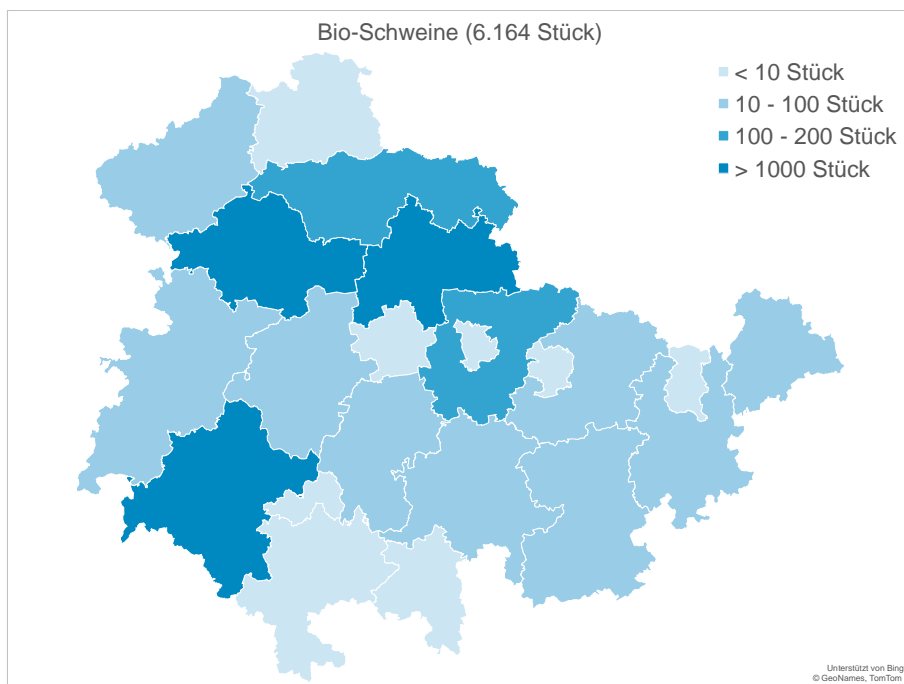 Bio-Schweine (6.164 Stück)
< 10 Stück
10 - 100 Stück
100 - 200 Stück
> 1000 Stück
Unterstützt von Bing
© GeoNames, TomTom